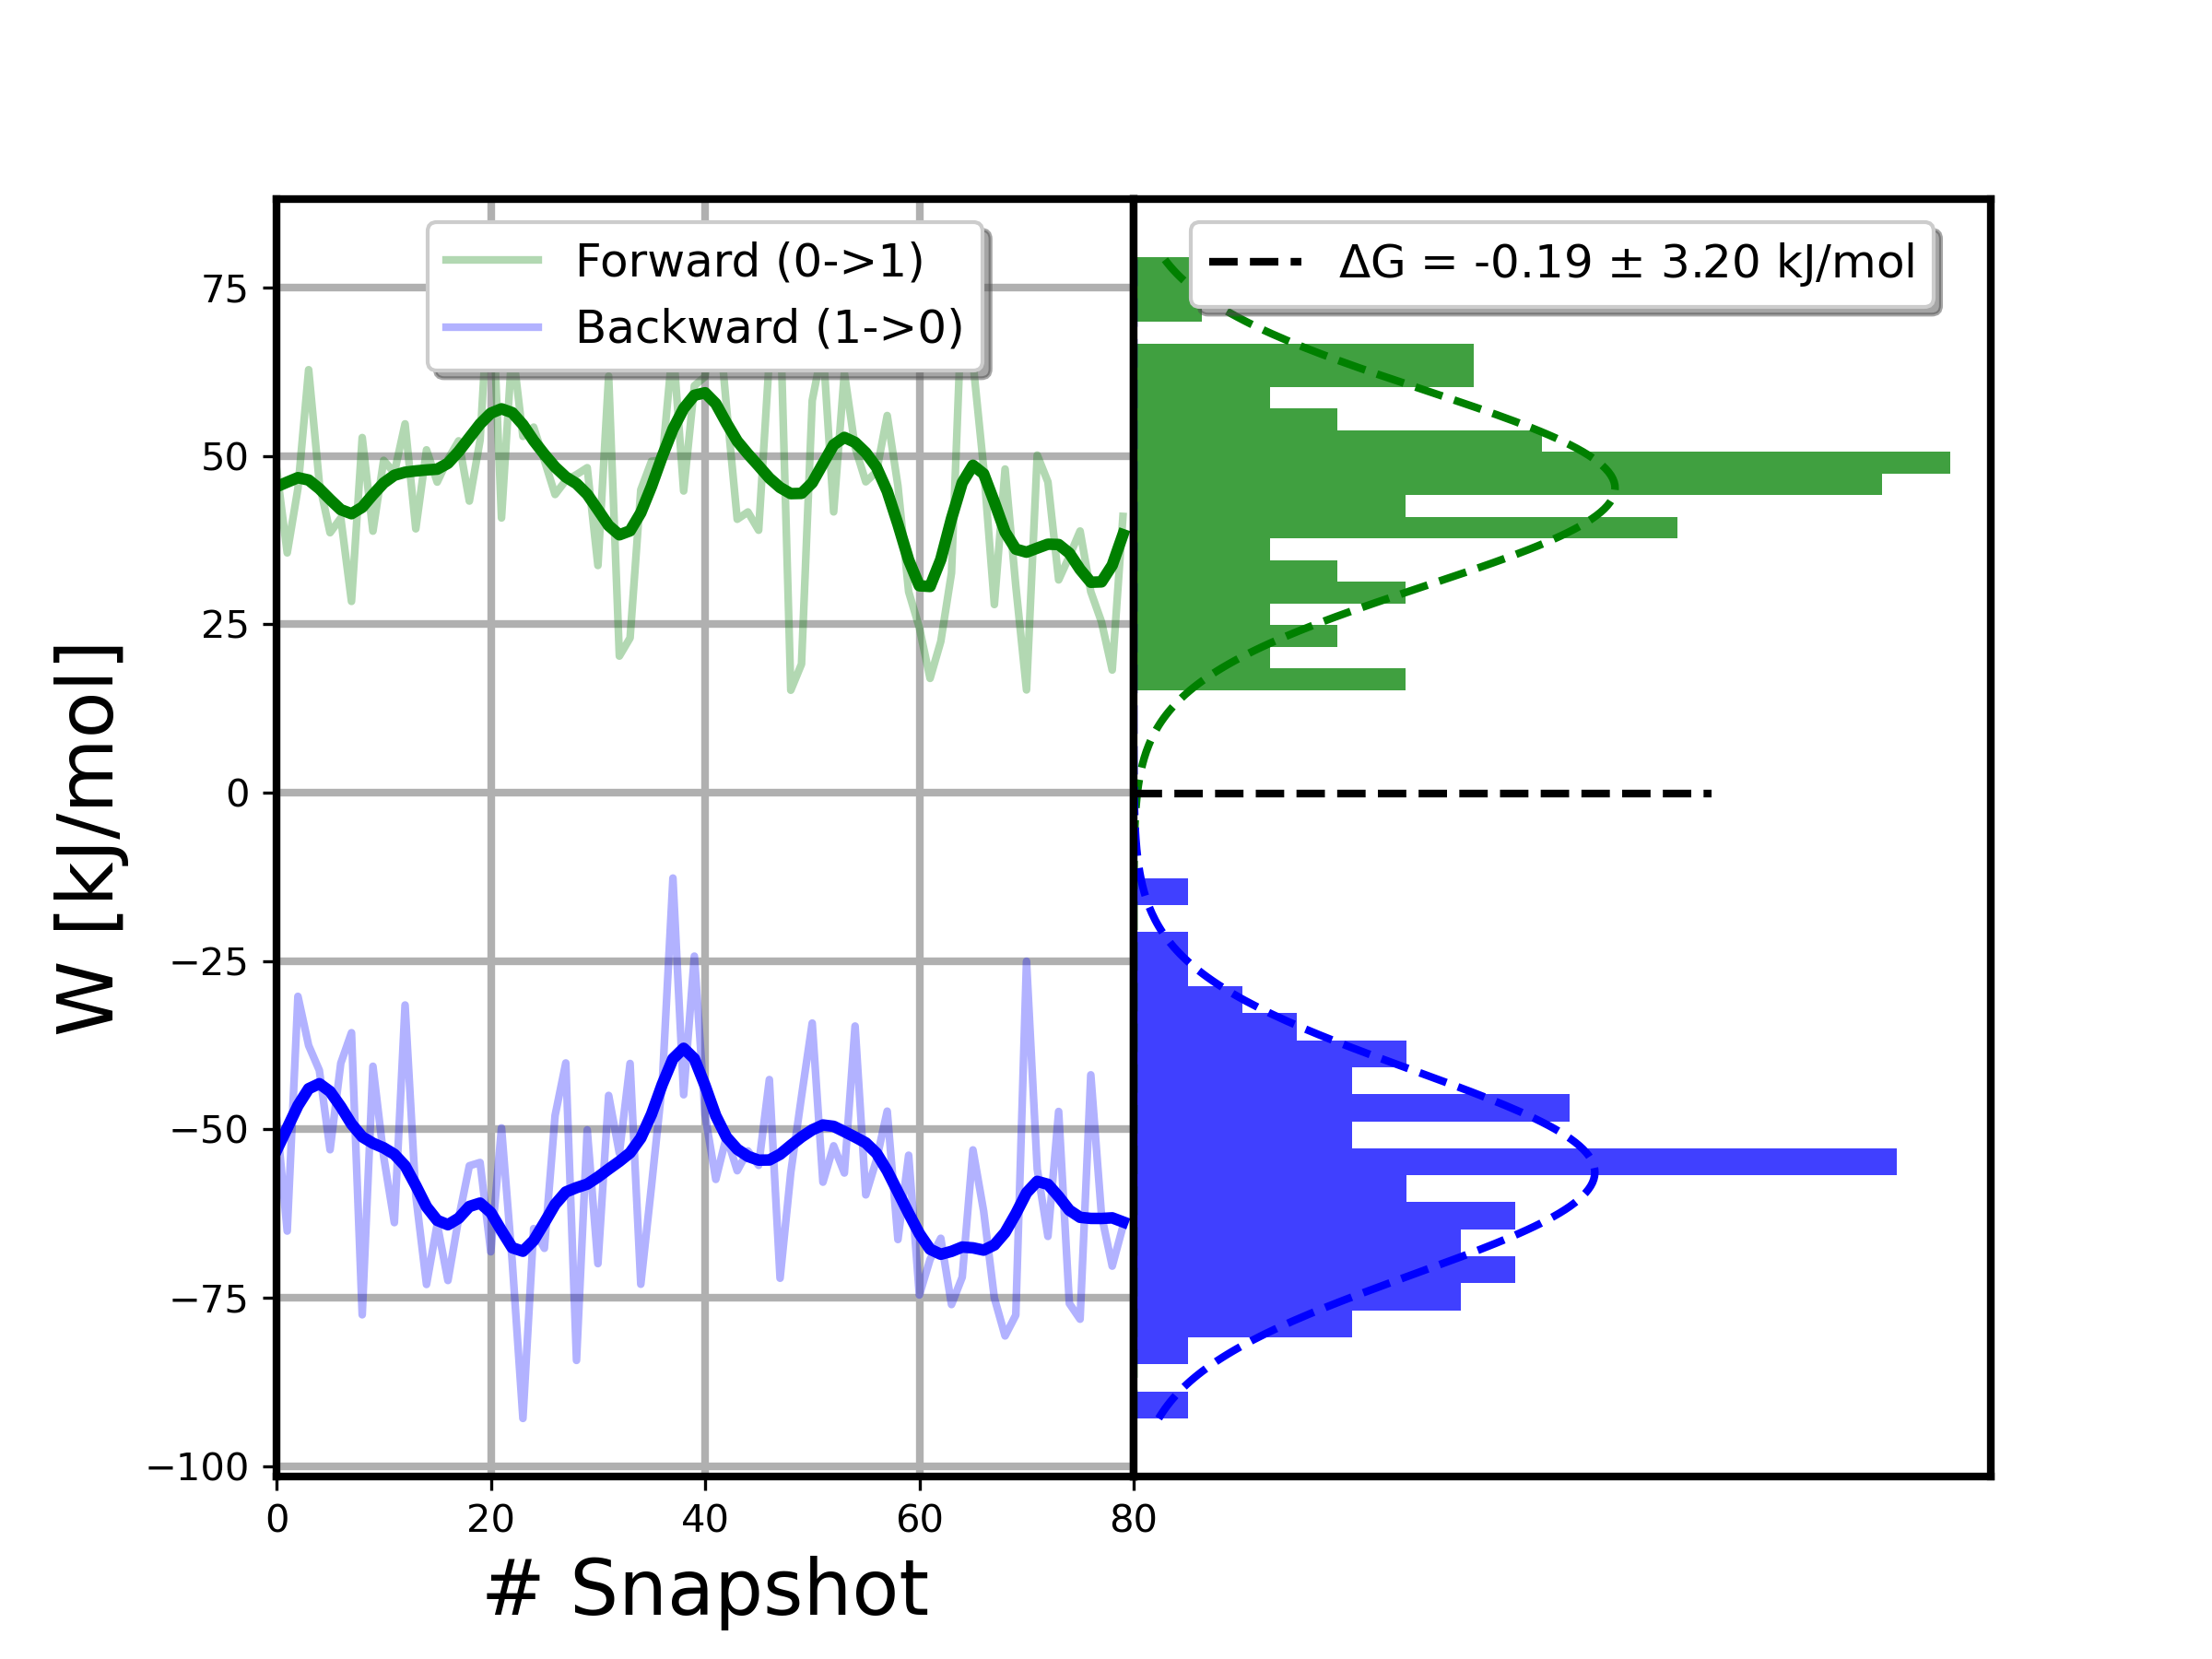 Forward (0->1)
Backward (1->0)
ΔG = -0.19 ± 3.20 kJ/mol
W [kJ/mol]
75
50
25
0
−25
−50
−75
−100
0 20 40 60 80
# Snapshot